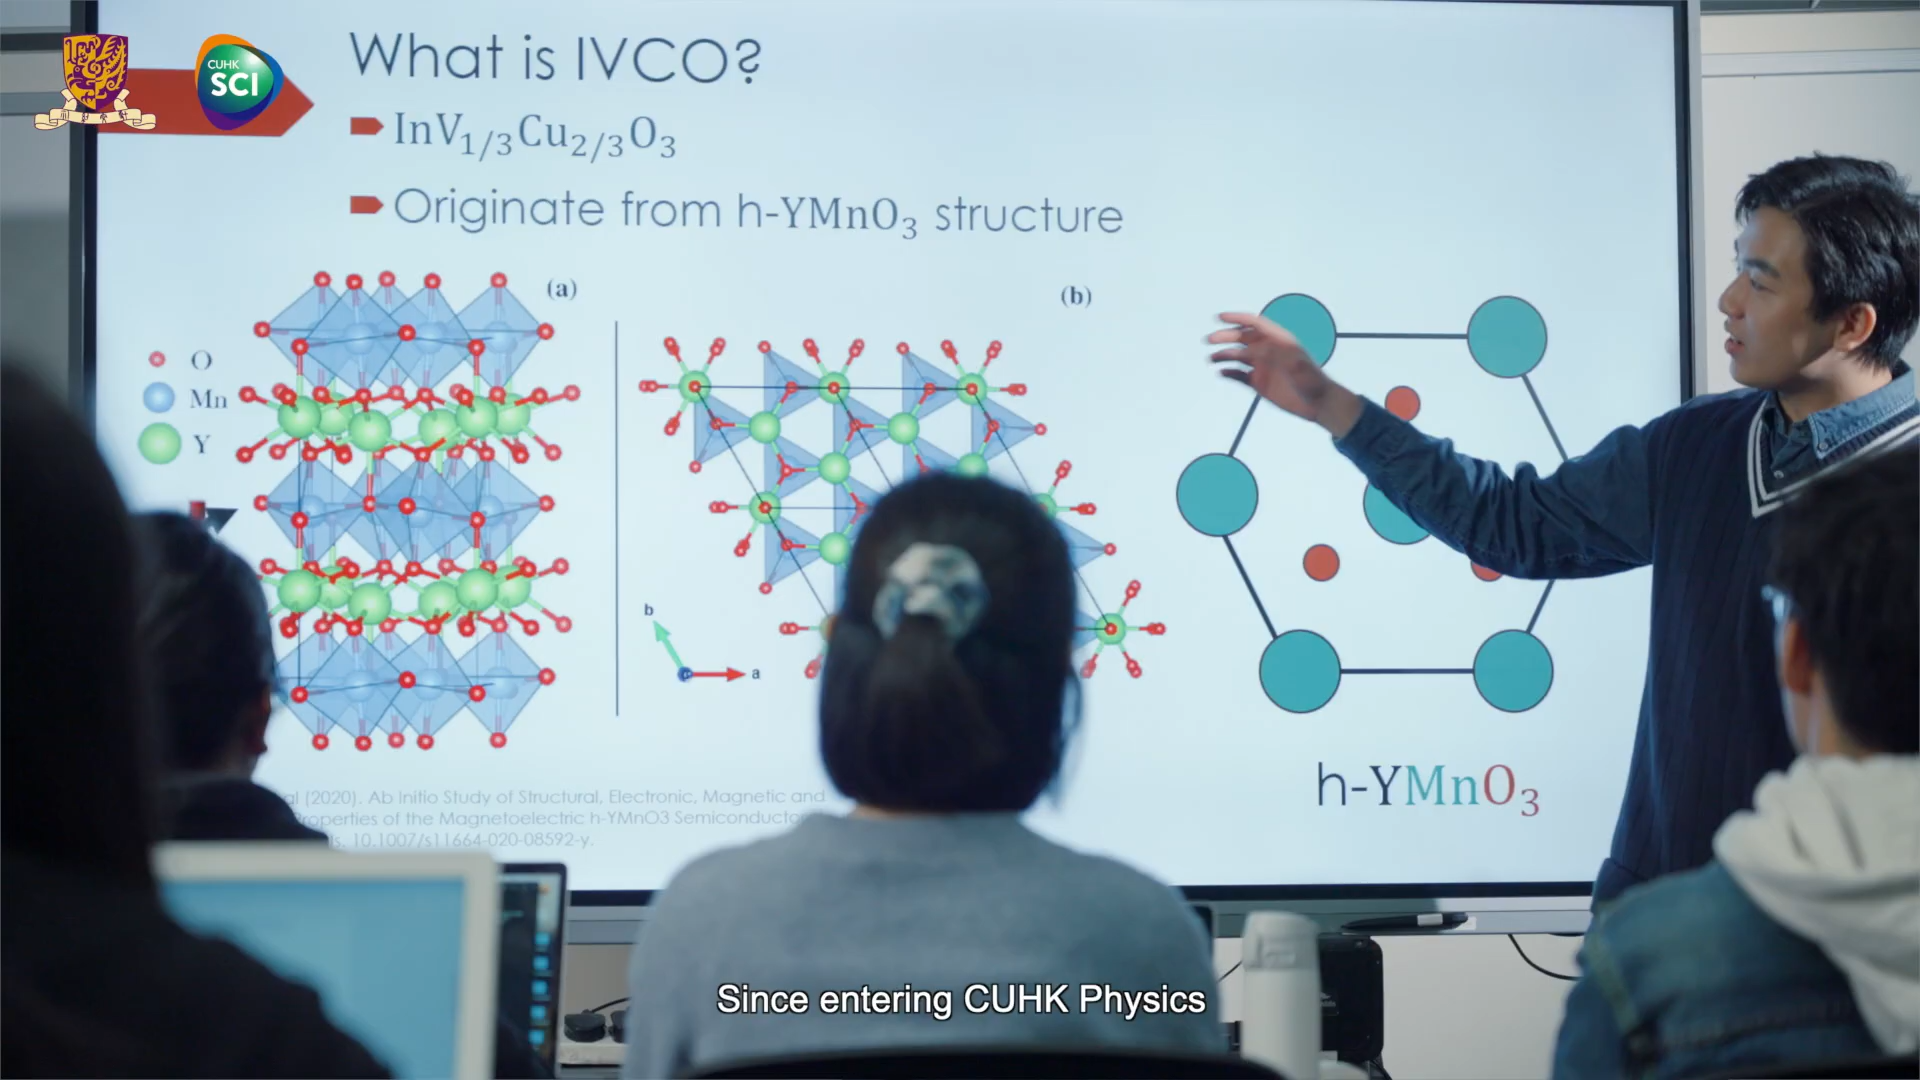 CUHK
SCI
What is IVCO?
InV1/3Cu2/3O3
Originate from h-YMnO3 structure
(a)
(b)
O
Mn
Y
b
a
h-YMnO3
al (2020). Ab Initio Study of Structural, Electronic, Magnetic and
Properties of the Magnetoelectric h-YMnO3 Semiconductor
ls. 10.1007/s11664-020-08592-y.
Since entering CUHK Physics